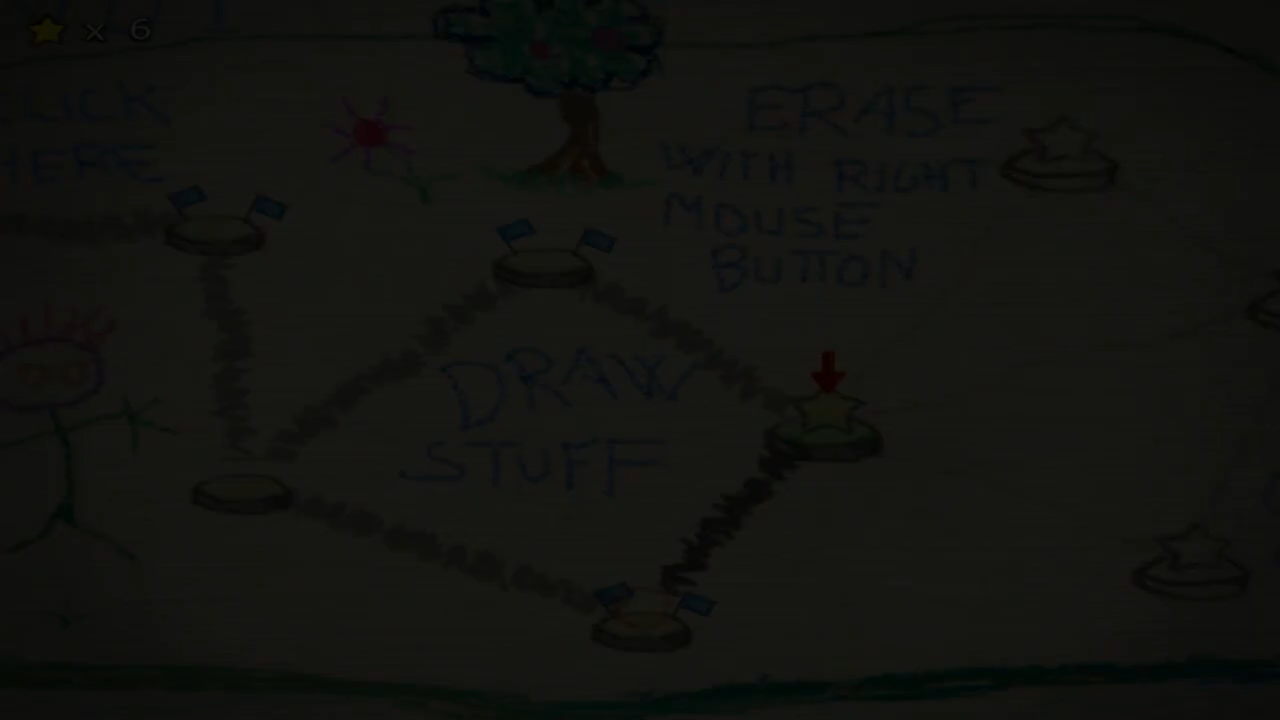 x 6
CLICK
HERE
ERASE
WITH RIGHT
MOUSE
BUTTON
DRAW
STUFF